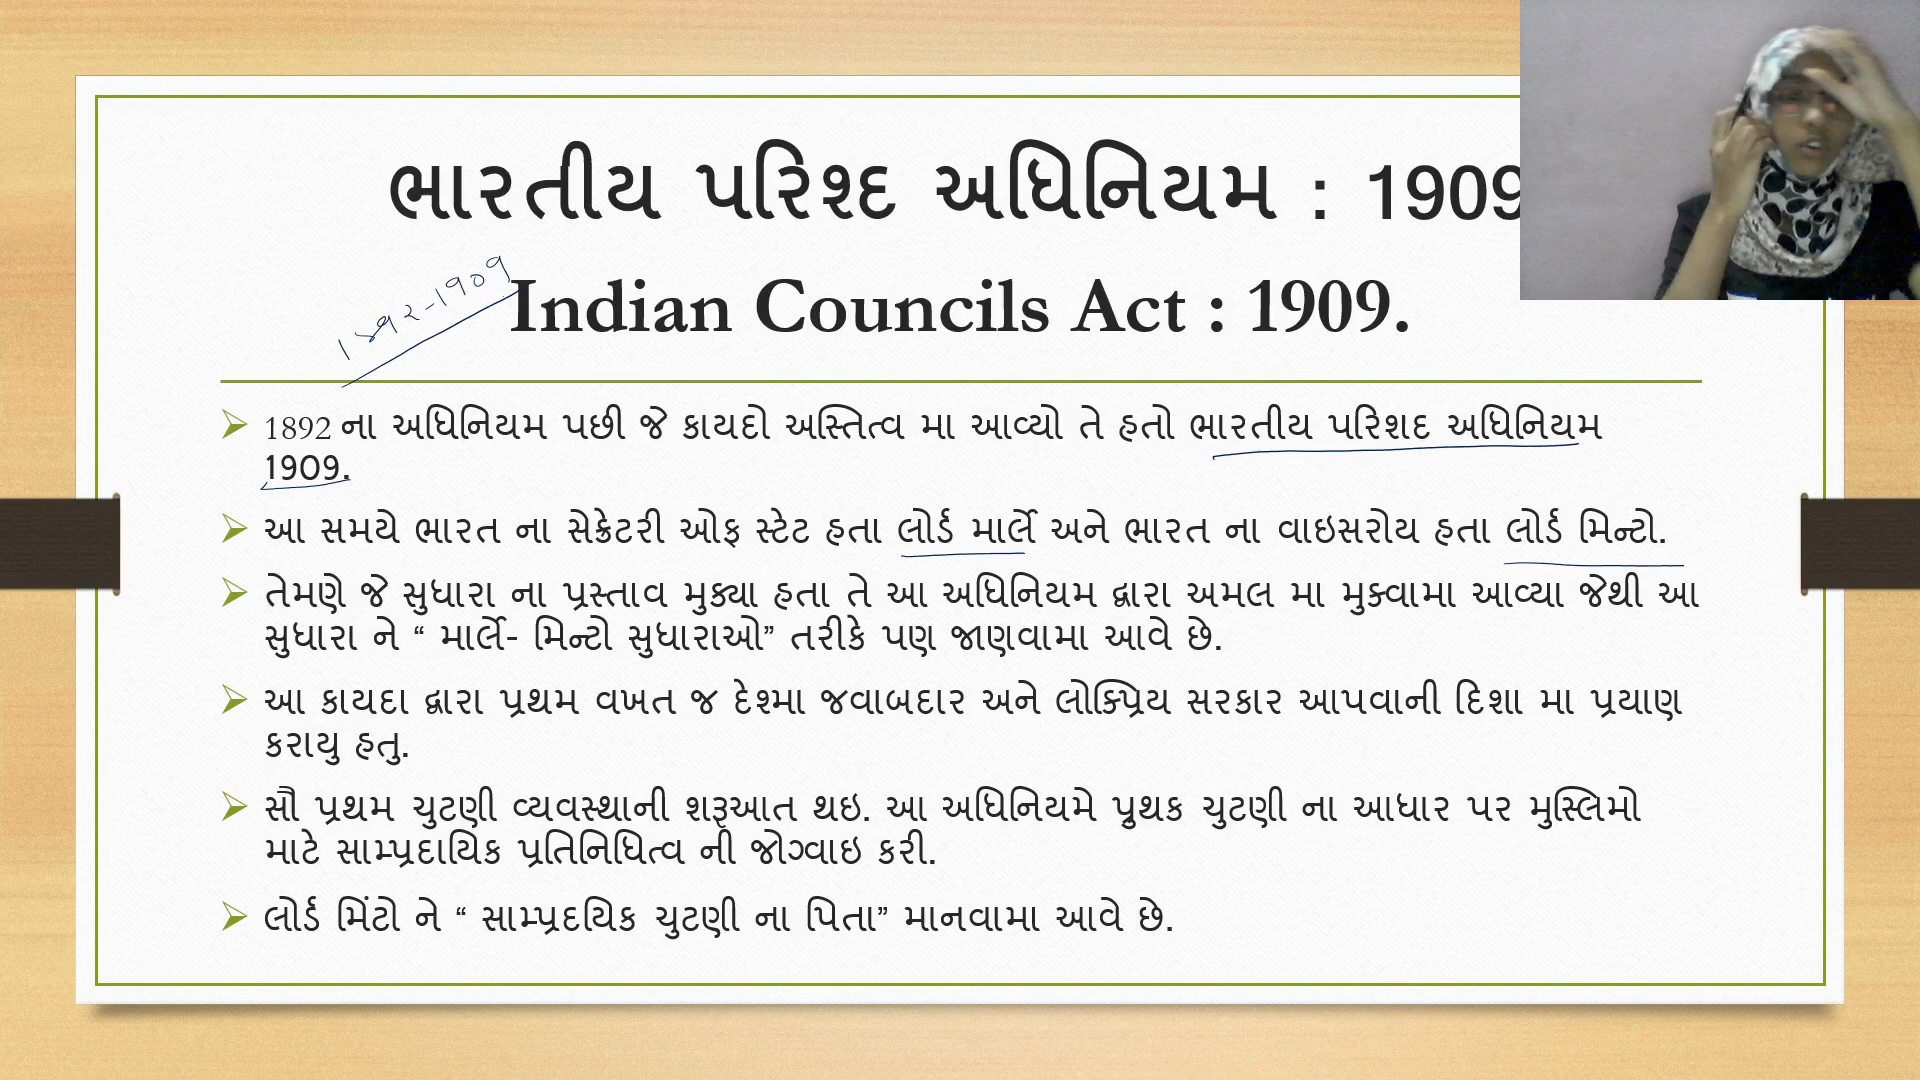 ભારતીય પરિશ્દ અધિનિયમ : 1909
Indian Councils Act : 1909.
૧૮૯૨-૧૯૦૯
1892 ના અધિનિયમ પછી જે કાયદો અસ્તિત્વ મા આવ્યો તે હતો ભારતીય પરિશદ અધિનિયમ
1909.
આ સમયે ભારત ના સેક્રેટરી ઓફ સ્ટેટ હતા લોર્ડ માર્લે અને ભારત ના વાઇસરોય હતા લોર્ડ મિન્ટો.
તેમણે જે સુધારા ના પ્રસ્તાવ મુક્યા હતા તે આ અધિનિયમ દ્વારા અમલ મા મુક્વામા આવ્યા જેથી આ
સુધારા ને “ માર્લે- મિન્ટો સુધારાઓ” તરીકે પણ જાણવામા આવે છે.
આ કાયદા દ્વારા પ્રથમ વખત જ દેશ્મા જવાબદાર અને લોક્પ્રિય સરકાર આપવાની દિશા મા પ્રયાણ
કરાયુ હતુ.
સૌ પ્રથમ ચુટણી વ્યવસ્થાની શરૂઆત થઇ. આ અધિનિયમે પ્રુથક ચુટણી ના આધાર પર મુસ્લિમો
માટે સામ્પ્રદાયિક પ્રતિનિધિત્વ ની જોગ્વાઇ કરી.
લોર્ડ મિંટો ને “ સામ્પ્રદયિક ચુટણી ના પિતા” માનવામા આવે છે.